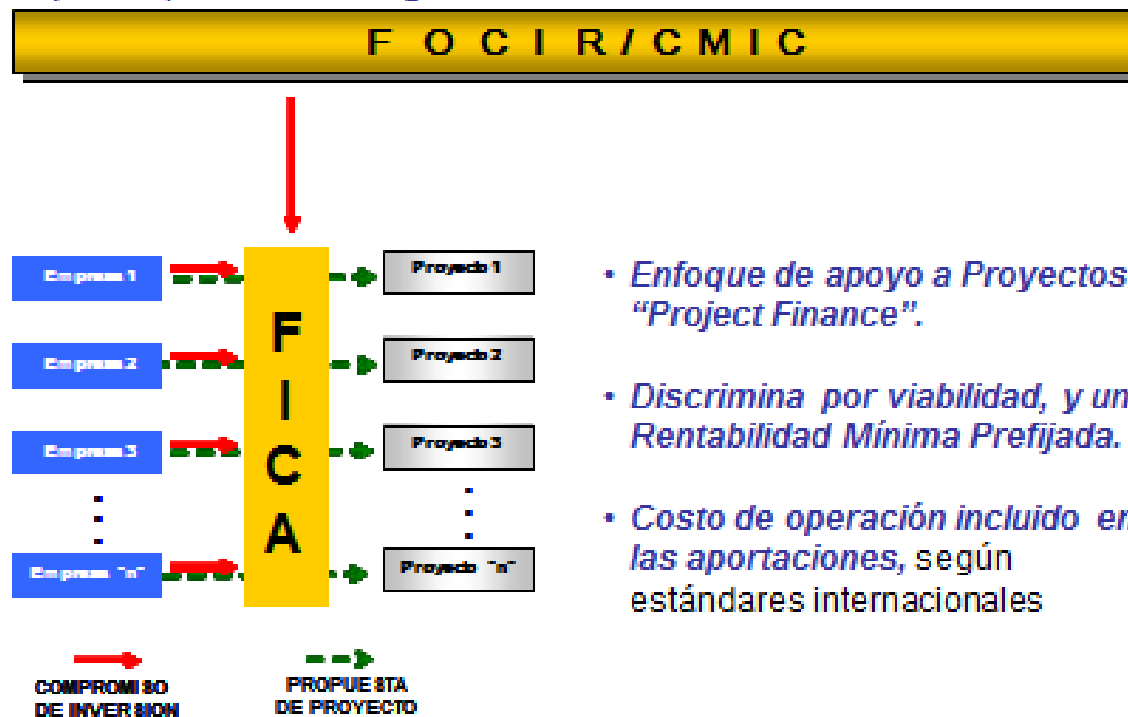 F O C I R / C M I C
Empresa 1
Proyecto 1
Empresa 2
Proyecto 2
Empresa 3
Proyecto 3
Empresa "n"
Proyecto "n"
F
I
C
A
• Enfoque de apoyo a Proyectos
"Project Finance".
• Discrimina por viabilidad, y un
Rentabilidad Mínima Prefijada.
• Costo de operación incluido en
las aportaciones, según
estándares internacionales
COMPROMISO
DE INVERSION
PROPUESTA
DE PROYECTO